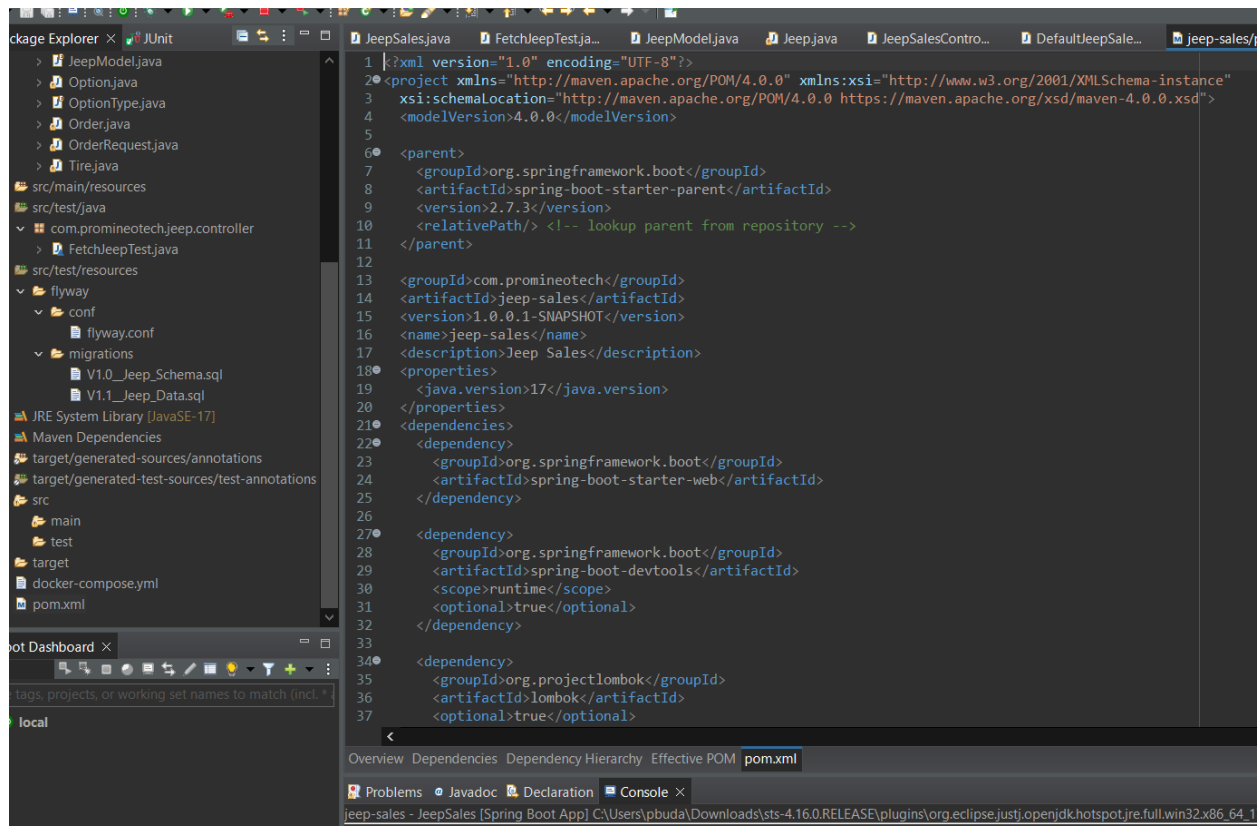 ckage Explorer
JUnit
JeepModel.java
Option.java
OptionType.java
Order.java
OrderRequest.java
Tire.java
src/main/resources
src/test/java
com.promineotech.jeep.controller
FetchJeepTest.java
src/test/resources
flyway
conf
flyway.conf
migrations
V1.0__Jeep_Schema.sql
V1.1__Jeep_Data.sql
JRE System Library [JavaSE-17]
Maven Dependencies
target/generated-sources/annotations
target/generated-test-sources/test-annotations
src
main
test
target
docker-compose.yml
pom.xml
oot Dashboard
tags, projects, or working set names to match (incl. *
local
JeepSales.java FetchJeepTest.ja... JeepModel.java Jeep.java JeepSalesContro... DefaultJeepSale... jeep-sales/p
1 <?xml version="1.0" encoding="UTF-8"?>
2 <project xmlns="http://maven.apache.org/POM/4.0.0" xmlns:xsi="http://www.w3.org/2001/XMLSchema-instance"
3 xsi:schemaLocation="http://maven.apache.org/POM/4.0.0 https://maven.apache.org/xsd/maven-4.0.0.xsd">
4 <modelVersion>4.0.0</modelVersion>
5
6 <parent>
7 <groupId>org.springframework.boot</groupId>
8 <artifactId>spring-boot-starter-parent</artifactId>
9 <version>2.7.3</version>
10 <relativePath/> <!-- lookup parent from repository -->
11 </parent>
12
13 <groupId>com.promineotech</groupId>
14 <artifactId>jeep-sales</artifactId>
15 <version>1.0.0.1-SNAPSHOT</version>
16 <name>jeep-sales</name>
17 <description>Jeep Sales</description>
18 <properties>
19 <java.version>17</java.version>
20 </properties>
21 <dependencies>
22 <dependency>
23 <groupId>org.springframework.boot</groupId>
24 <artifactId>spring-boot-starter-web</artifactId>
25 </dependency>
26
27 <dependency>
28 <groupId>org.springframework.boot</groupId>
29 <artifactId>spring-boot-devtools</artifactId>
30 <scope>runtime</scope>
31 <optional>true</optional>
32 </dependency>
33
34 <dependency>
35 <groupId>org.projectlombok</groupId>
36 <artifactId>lombok</artifactId>
37 <optional>true</optional>
Overview Dependencies Dependency Hierarchy Effective POM pom.xml
Problems Javadoc Declaration Console
jeep-sales - JeepSales [Spring Boot App] C:\Users\pbuda\Downloads\sts-4.16.0.RELEASE\plugins\org.eclipse.justj.openjdk.hotspot.jre.full.win32.x86_64_1